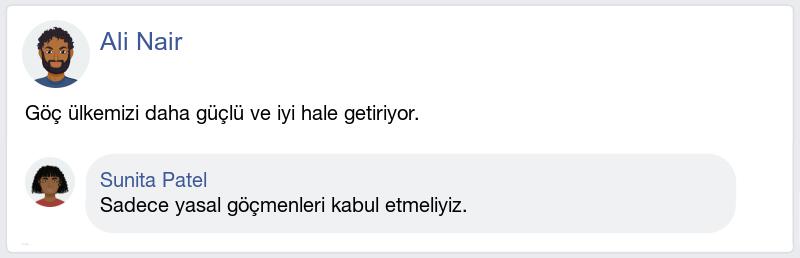 Ali Nair
Göç ülkemizi daha güçlü ve iyi hale getiriyor.
Sunita Patel
Sadece yasal göçmenleri kabul etmeliyiz.